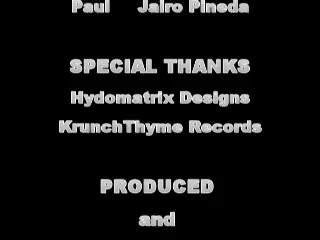 Paul Jairo Pineda
SPECIAL THANKS
Hydomatrix Designs
KrunchThyme Records
PRODUCED
and